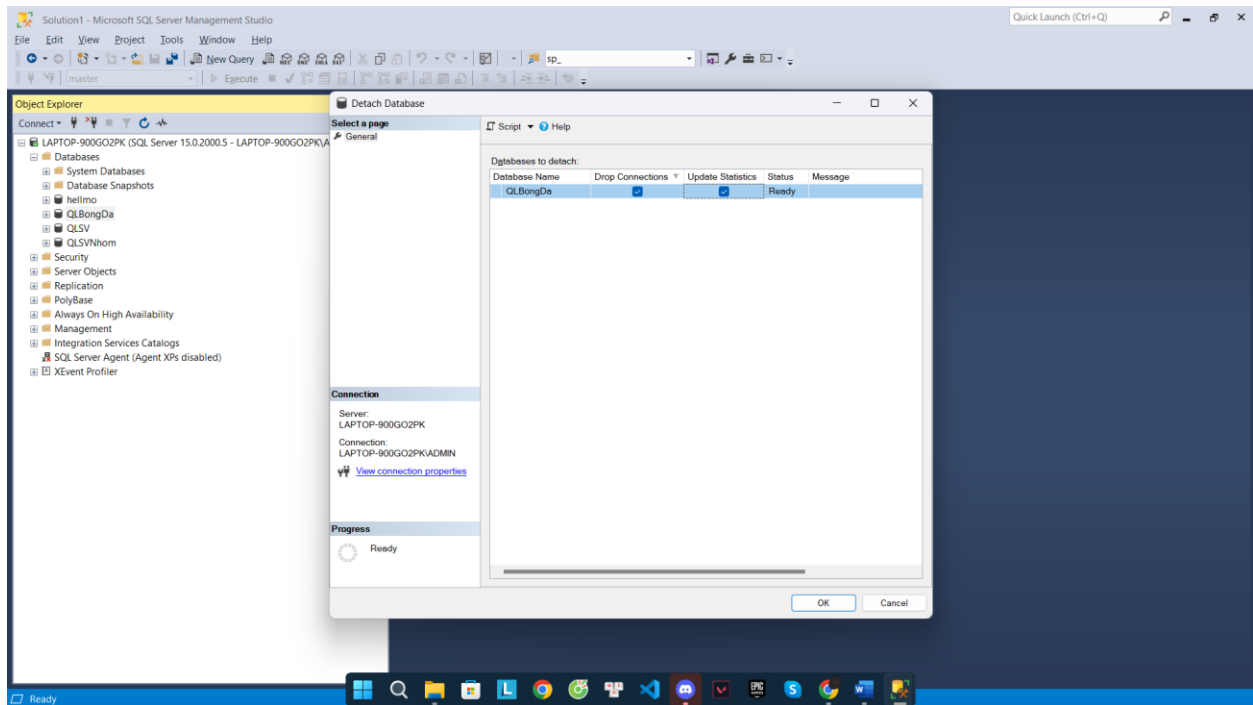 Solution1 - Microsoft SQL Server Management Studio
Quick Launch (Ctrl+Q)
File Edit View Project Tools Window Help
New Query
sp_
master
Execute
Object Explorer
Connect
LAPTOP-900GO2PK (SQL Server 15.0.2000.5 - LAPTOP-900GO2PK\A
Databases
System Databases
Database Snapshots
hellmo
QLBongDa
QLSV
QLSVNhom
Security
Server Objects
Replication
PolyBase
Always On High Availability
Management
Integration Services Catalogs
SQL Server Agent (Agent XPs disabled)
XEvent Profiler
Detach Database
Select a page
General
Script Help
Databases to detach:
Database Name Drop Connections Update Statistics Status Message
QLBongDa Ready
Connection
Server:
LAPTOP-900GO2PK
Connection:
LAPTOP-900GO2PK\ADMIN
View connection properties
Progress
Ready
OK Cancel
Ready